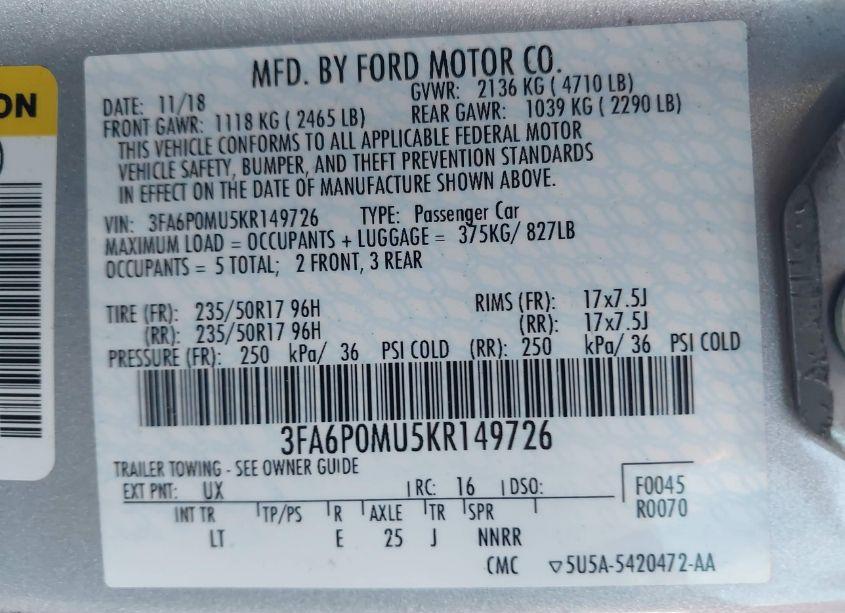 ON
MFD. BY FORD MOTOR CO.
DATE: 11/18 GVWR: 2136 KG ( 4710 LB)
FRONT GAWR: 1118 KG ( 2465 LB) REAR GAWR: 1039 KG ( 2290 LB)
THIS VEHICLE CONFORMS TO ALL APPLICABLE FEDERAL MOTOR
VEHICLE SAFETY, BUMPER, AND THEFT PREVENTION STANDARDS
IN EFFECT ON THE DATE OF MANUFACTURE SHOWN ABOVE.
VIN: 3FA6P0MU5KR149726 TYPE: Passenger Car
MAXIMUM LOAD = OCCUPANTS + LUGGAGE = 375KG/ 827LB
OCCUPANTS = 5 TOTAL; 2 FRONT, 3 REAR
TIRE (FR): 235/50R17 96H RIMS (FR): 17x7.5J
(RR): 235/50R17 96H (RR): 17x7.5J
PRESSURE (FR): 250 kPa/ 36 PSI COLD (RR): 250 kPa/ 36 PSI COLD
3FA6P0MU5KR149726
TRAILER TOWING - SEE OWNER GUIDE
EXT PNT: UX RC: 16 DSO: F0045
INT TR TP/PS R AXLE TR SPR R0070
LT E 25 J NNRR
CMC ▽5U5A-5420472-AA